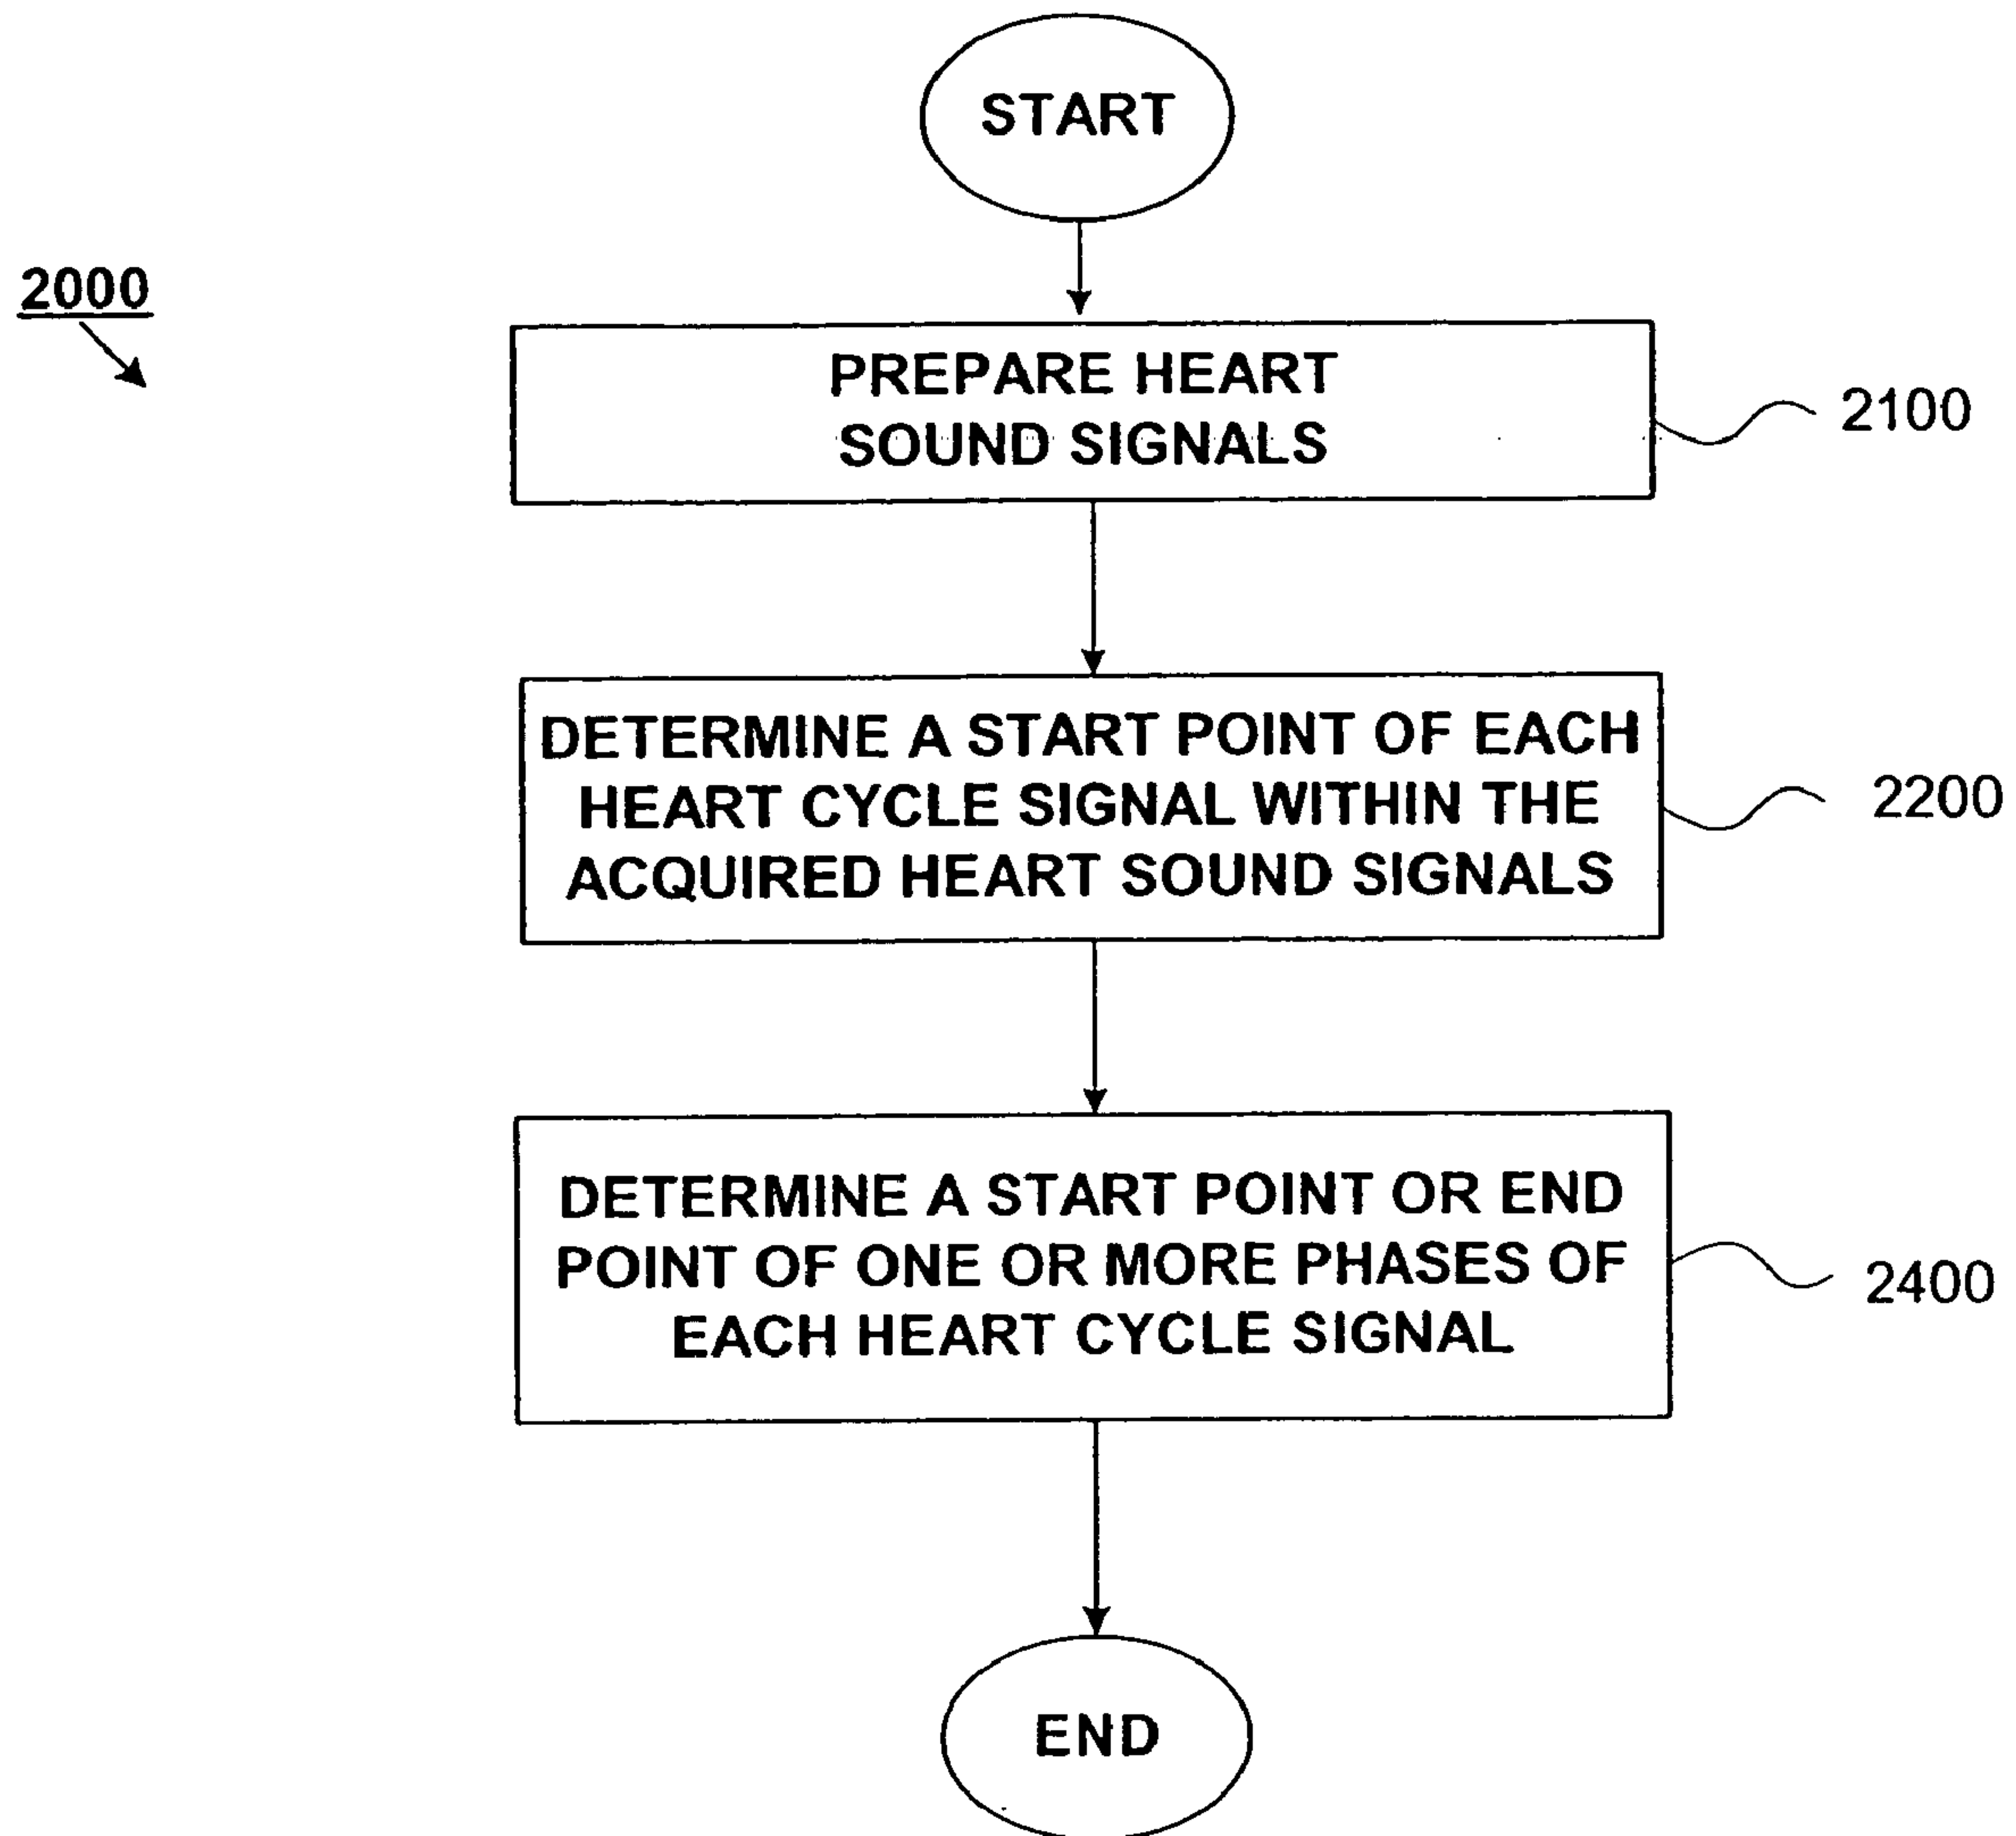 START
2000
PREPARE HEART
SOUND SIGNALS
2100
DETERMINE A START POINT OF EACH
HEART CYCLE SIGNAL WITHIN THE
ACQUIRED HEART SOUND SIGNALS
2200
DETERMINE A START POINT OR END
POINT OF ONE OR MORE PHASES OF
EACH HEART CYCLE SIGNAL
2400
END